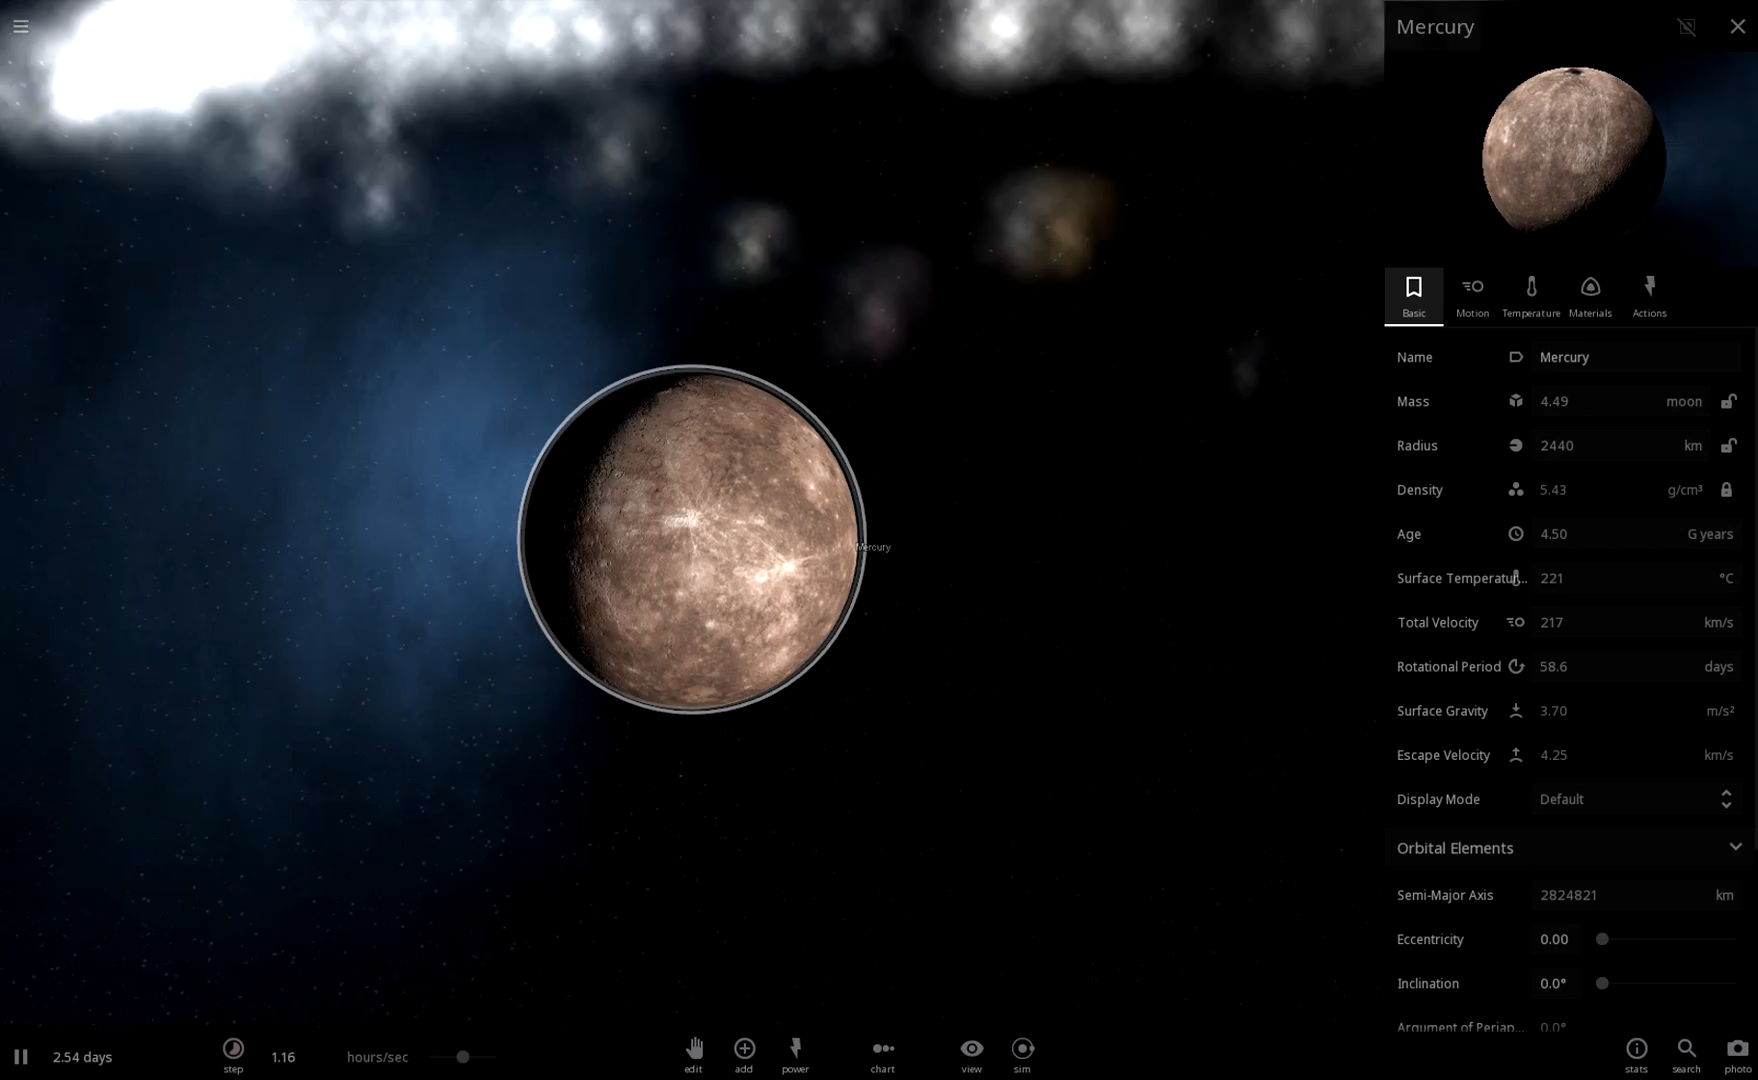 Mercury
Basic
Motion
Temperature
Materials
Actions
Name Mercury
Mass 4.49 moon
Radius 2440 km
Density 5.43 g/cm³
Age 4.50 G years
Surface Temperatur... 221 °C
Total Velocity 217 km/s
Rotational Period 58.6 days
Surface Gravity 3.70 m/s²
Escape Velocity 4.25 km/s
Display Mode Default
Orbital Elements
Semi-Major Axis 2824821 km
Eccentricity 0.00
Inclination 0.0°
Argument of Periap... 0.0°
Mercury
2.54 days
step
1.16 hours/sec
edit
add
power
chart
view
sim
stats
search
photo